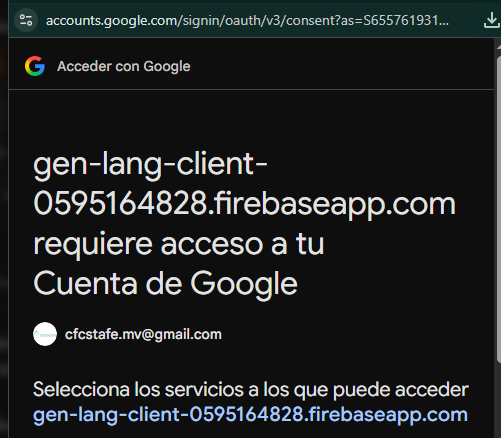 accounts.google.com/signin/oauth/v3/consent?as=S655761931...
Acceder con Google
gen-lang-client-
0595164828.firebaseapp.com
requiere acceso a tu
Cuenta de Google
cfcstafe.mv@gmail.com
Selecciona los servicios a los que puede acceder
gen-lang-client-0595164828.firebaseapp.com